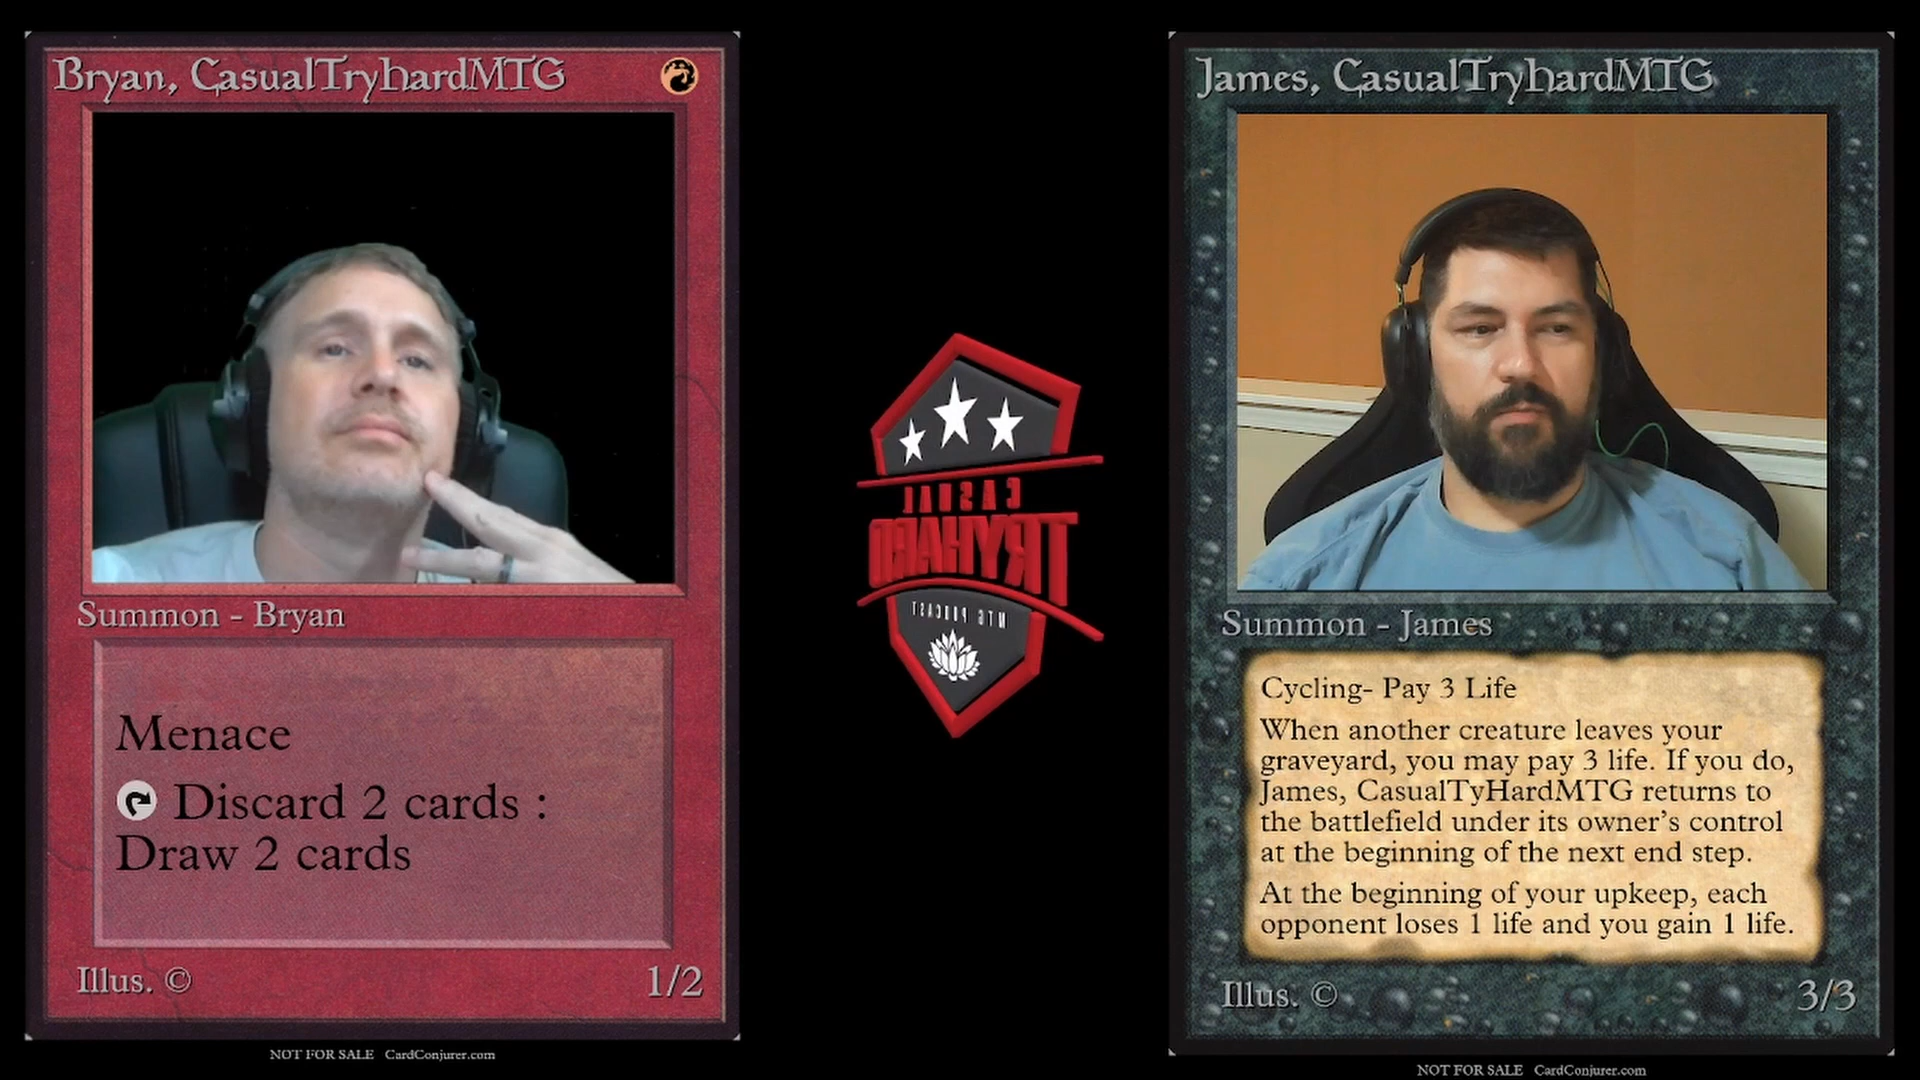 Bryan, CasualTryhardMTG
Summon - Bryan
Menace
Discard 2 cards :
Draw 2 cards
Illus. ©
1/2
NOT FOR SALE CardConjurer.com
CASUAL
TRYHARD
MTG PODCAST
James, CasualTryhardMTG
Summon - James
Cycling- Pay 3 Life
When another creature leaves your
graveyard, you may pay 3 life. If you do,
James, CasualTyHardMTG returns to
the battlefield under its owner's control
at the beginning of the next end step.
At the beginning of your upkeep, each
opponent loses 1 life and you gain 1 life.
Illus. ©
3/3
NOT FOR SALE CardConjurer.com